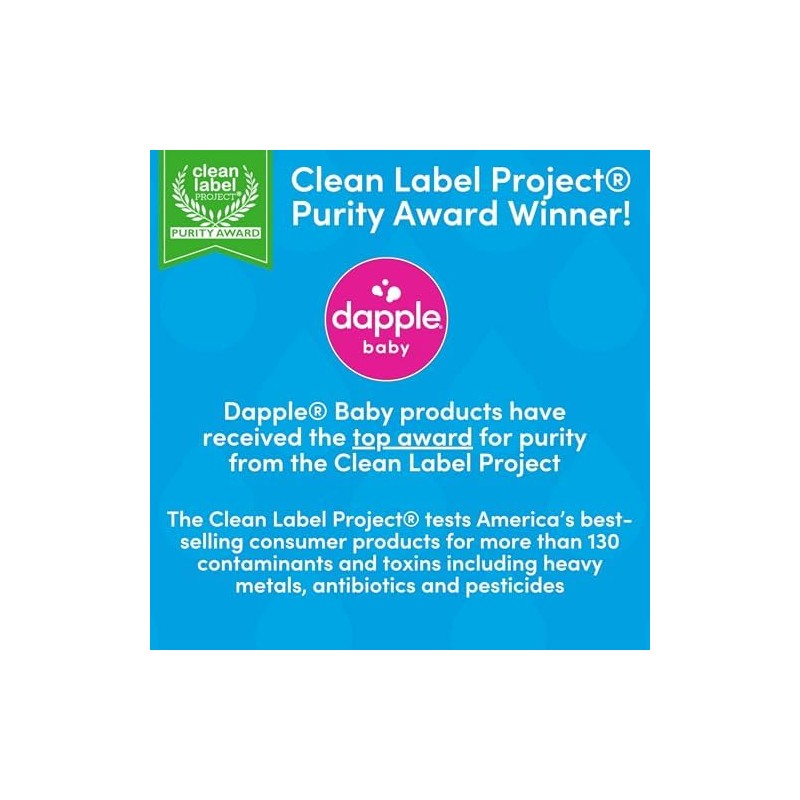 clean
label
PROJECT®
PURITY AWARD
Clean Label Project®
Purity Award Winner!
dapple®
baby
Dapple® Baby products have
received the top award for purity
from the Clean Label Project
The Clean Label Project® tests America's best-
selling consumer products for more than 130
contaminants and toxins including heavy
metals, antibiotics and pesticides